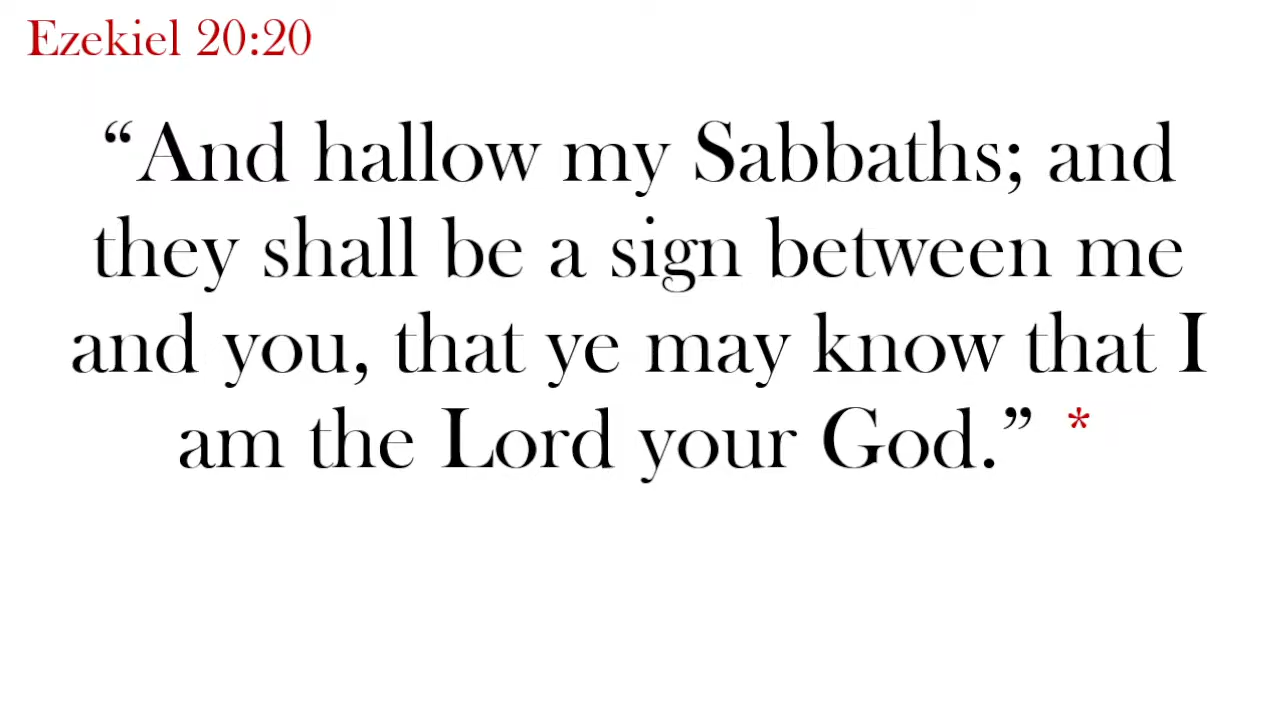 Ezekiel 20:20
“And hallow my Sabbaths; and
they shall be a sign between me
and you, that ye may know that I
am the Lord your God.” *